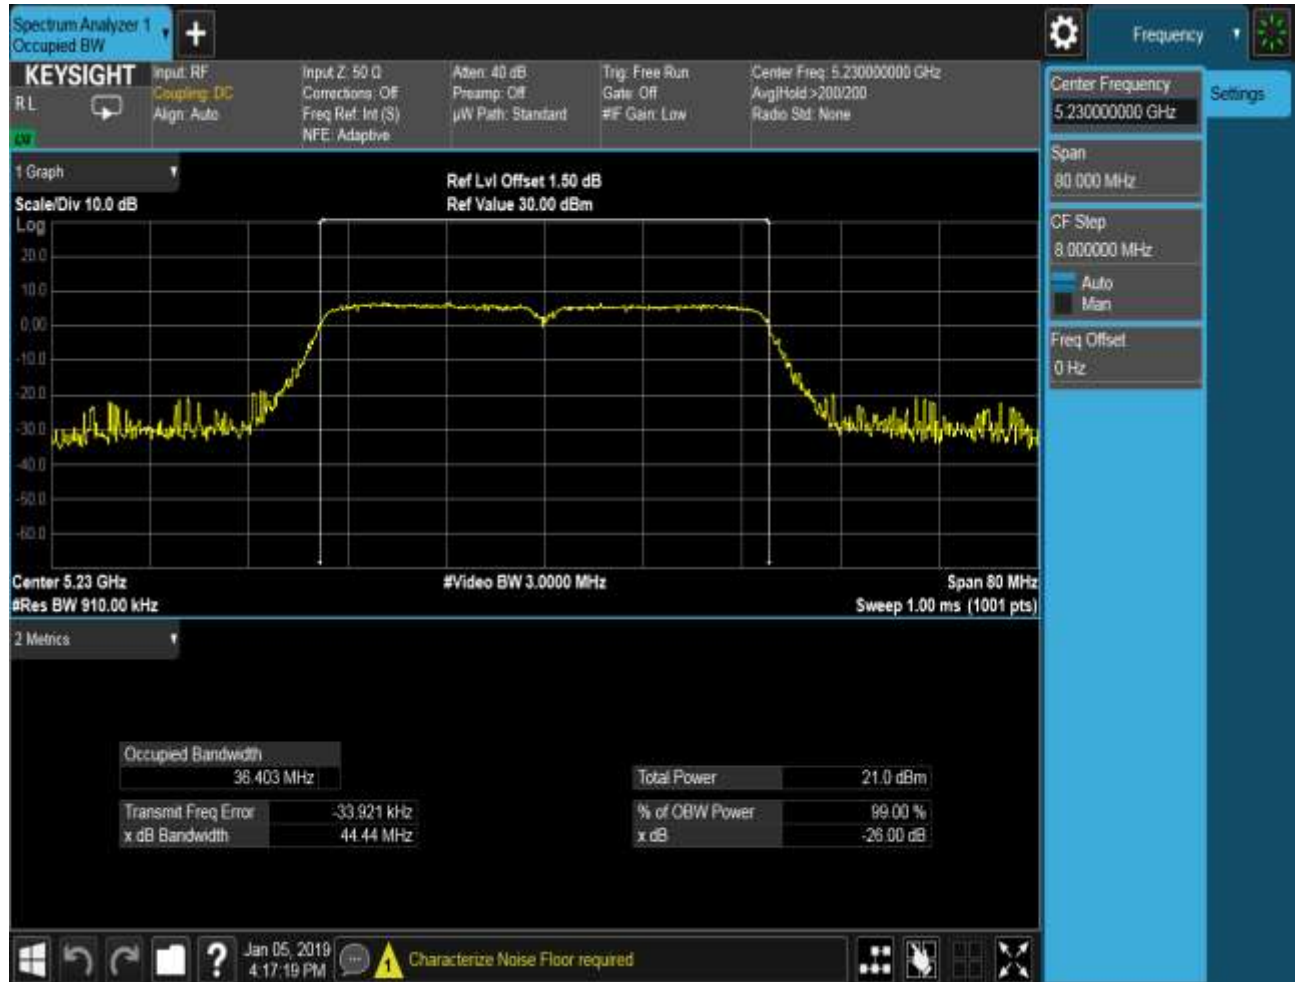 Spectrum Analyzer 1
Occupied BW
+
Frequency
KEYSIGHT
RL
Input: RF
Coupling: DC
Align: Auto
Input Z: 50 Ω
Corrections: Off
Freq Ref: Int (S)
NFE: Adaptive
Atten: 40 dB
Preamp: Off
µW Path: Standard
Trig: Free Run
Gate: Off
#IF Gain: Low
Center Freq: 5.230000000 GHz
Avg|Hold:>200/200
Radio Std: None
Center Frequency
5.230000000 GHz
Settings
Span
80.000 MHz
CF Step
8.000000 MHz
Auto
Man
Freq Offset
0 Hz
1 Graph
Scale/Div 10.0 dB
Ref Lvl Offset 1.50 dB
Ref Value 30.00 dBm
Log
20.0
10.0
0.00
-10.0
-20.0
-30.0
-40.0
-50.0
-60.0
Center 5.23 GHz
#Video BW 3.0000 MHz
Span 80 MHz
#Res BW 910.00 kHz
Sweep 1.00 ms (1001 pts)
2 Metrics
Occupied Bandwidth
36.403 MHz
Total Power 21.0 dBm
Transmit Freq Error -33.921 kHz
% of OBW Power 99.00 %
x dB Bandwidth 44.44 MHz
x dB -26.00 dB
?
Jan 05, 2019
4:17:19 PM
1
Characterize Noise Floor required